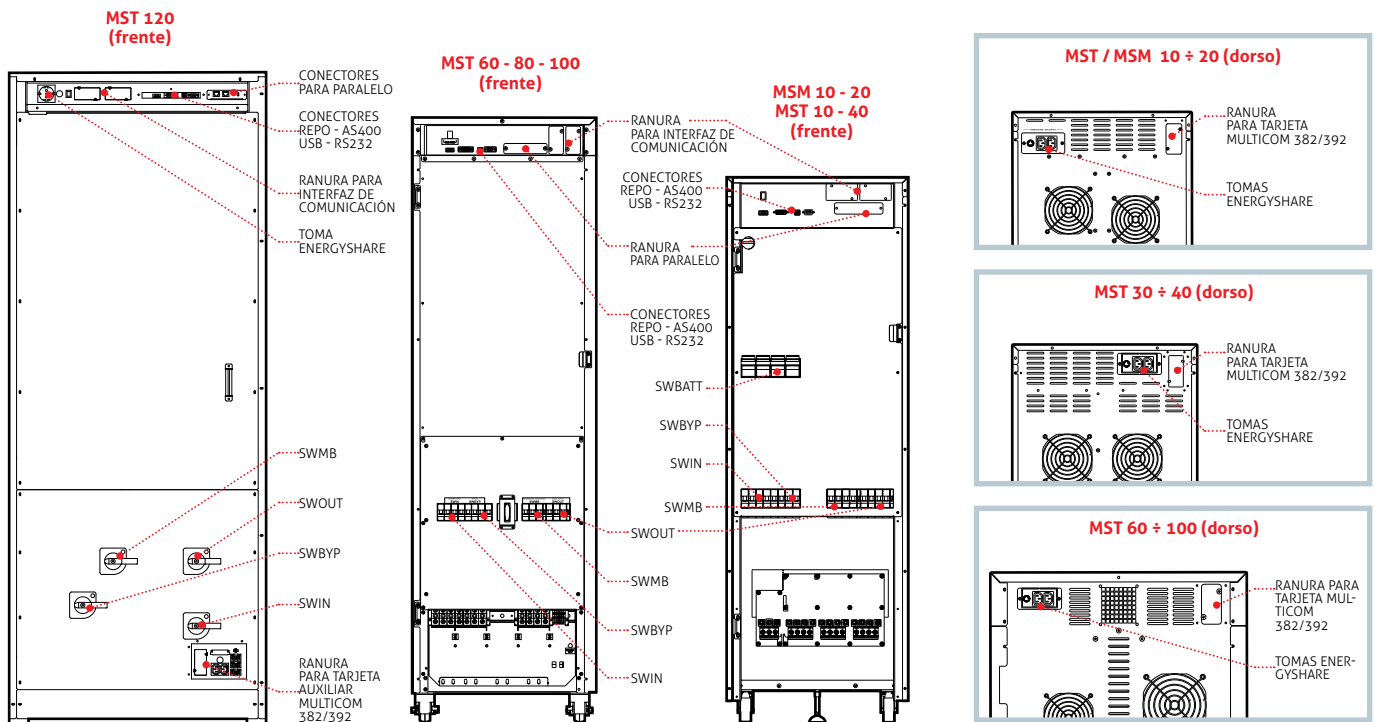 MST 120
(frente)
CONECTORES
PARA PARALELO
CONECTORES
REPO - AS400
USB - RS232
RANURA PARA
INTERFAZ DE
COMUNICACIÓN
TOMA
ENERGYSHARE
SWMB
SWOUT
SWBYP
SWIN
RANURA
PARA TARJETA
AUXILIAR
MULTICOM
382/392
MST 60 - 80 - 100
(frente)
SWIN
SWBYP
SWMB
SWOUT
RANURA
PARA INTERFAZ DE
COMUNICACIÓN
CONECTORES
REPO - AS400
USB - RS232
RANURA
PARA PARALELO
CONECTORES
REPO - AS400
USB - RS232
SWBATT
SWBYP
SWIN
SWMB
SWOUT
SWMB
SWBYP
SWIN
MSM 10 - 20
MST 10 - 40
(frente)
MST / MSM 10 ÷ 20 (dorso)
RANURA
PARA TARJETA
MULTICOM 382/392
TOMAS
ENERGYSHARE
MST 30 ÷ 40 (dorso)
RANURA
PARA TARJETA
MULTICOM 382/392
TOMAS
ENERGYSHARE
MST 60 ÷ 100 (dorso)
RANURA PARA
TARJETA MUL-
TICOM
382/392
TOMAS ENER-
GYSHARE